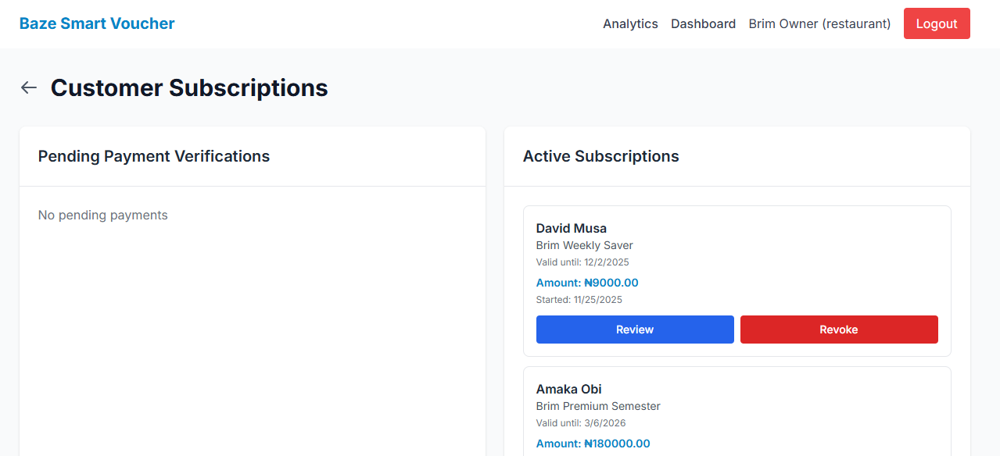 Baze Smart Voucher
Analytics Dashboard Brim Owner (restaurant) Logout
← Customer Subscriptions
Pending Payment Verifications
No pending payments
Active Subscriptions
David Musa
Brim Weekly Saver
Valid until: 12/2/2025
Amount: ₦9000.00
Started: 11/25/2025
Review Revoke
Amaka Obi
Brim Premium Semester
Valid until: 3/6/2026
Amount: ₦180000.00